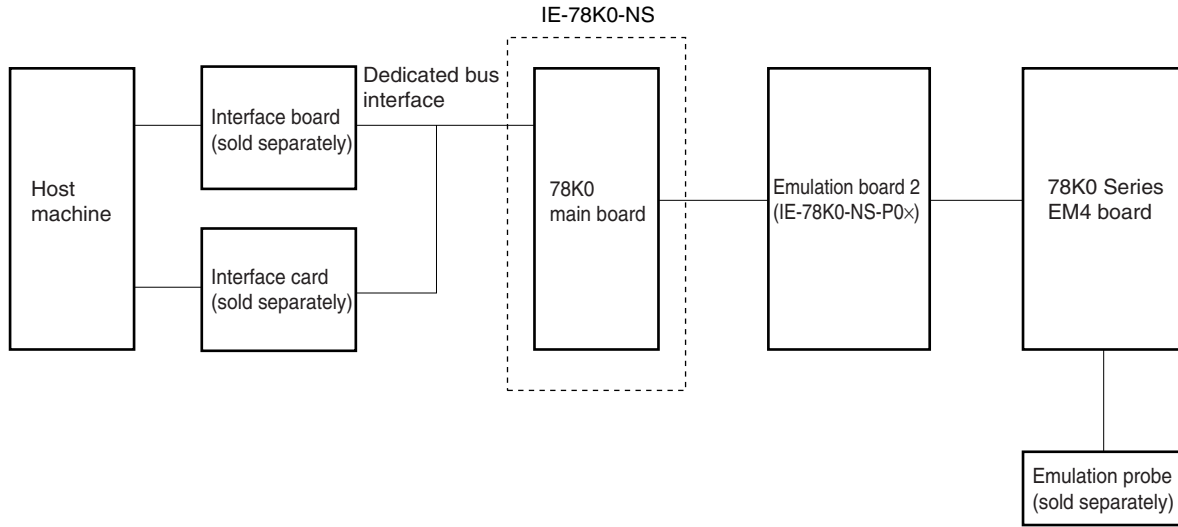 IE-78K0-NS
Dedicated bus
interface
Host
machine
Interface board
(sold separately)
Interface card
(sold separately)
78K0
main board
Emulation board 2
(IE-78K0-NS-P0×)
78K0 Series
EM4 board
Emulation probe
(sold separately)